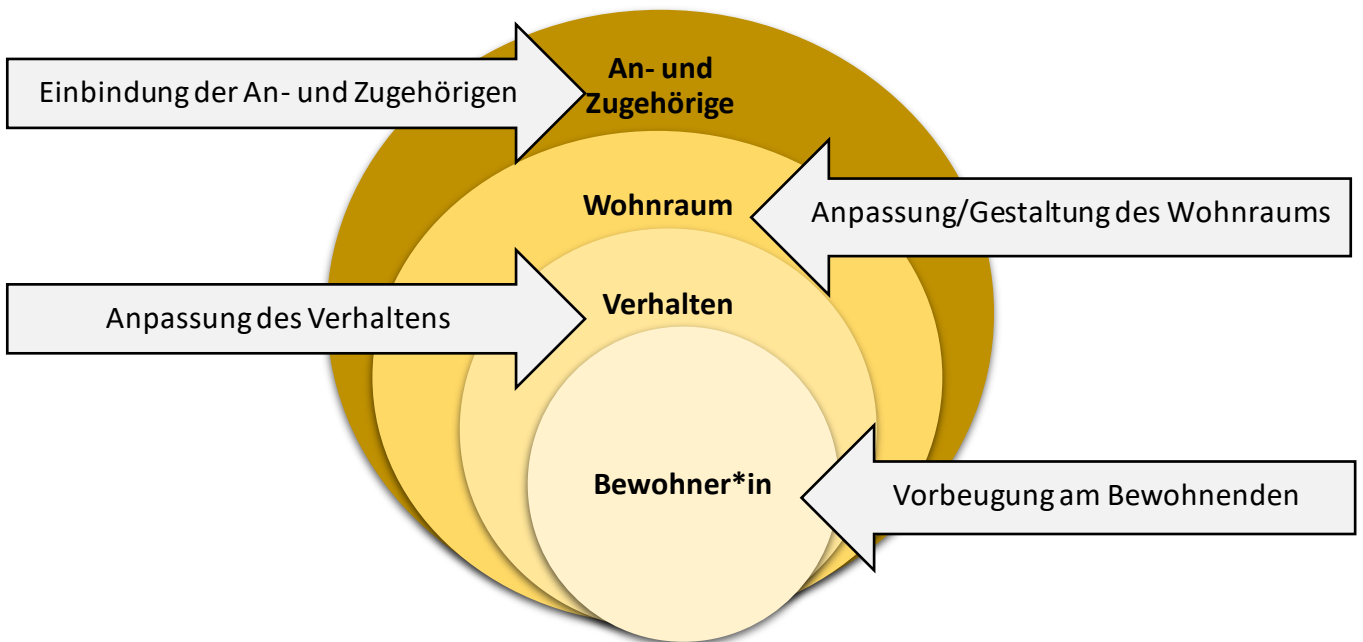 An- und
Zugehörige
Einbindung der An- und Zugehörigen
Wohnraum
Anpassung/Gestaltung des Wohnraums
Verhalten
Anpassung des Verhaltens
Bewohner*in
Vorbeugung am Bewohnenden